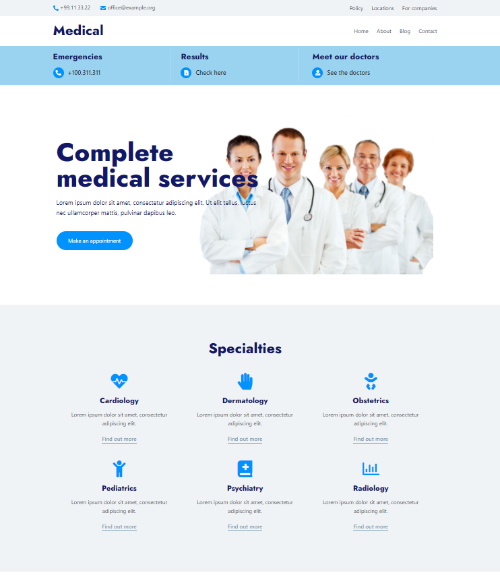 +99.11.33.22 office@example.org Policy Locations For companies
Medical Home About Blog Contact
Emergencies Results Meet our doctors
+100.311.311 Check here See the doctors
Complete
medical services
Lorem ipsum dolor sit amet, consectetur adipiscing elit. Ut elit tellus, luctus
nec ullamcorper mattis, pulvinar dapibus leo.
Make an appointment
Specialties
Cardiology Dermatology Obstetrics
Lorem ipsum dolor sit amet, consectetur Lorem ipsum dolor sit amet, consectetur Lorem ipsum dolor sit amet, consectetur
adipiscing elit. adipiscing elit. adipiscing elit.
Find out more Find out more Find out more
Pediatrics Psychiatry Radiology
Lorem ipsum dolor sit amet, consectetur Lorem ipsum dolor sit amet, consectetur Lorem ipsum dolor sit amet, consectetur
adipiscing elit. adipiscing elit. adipiscing elit.
Find out more Find out more Find out more